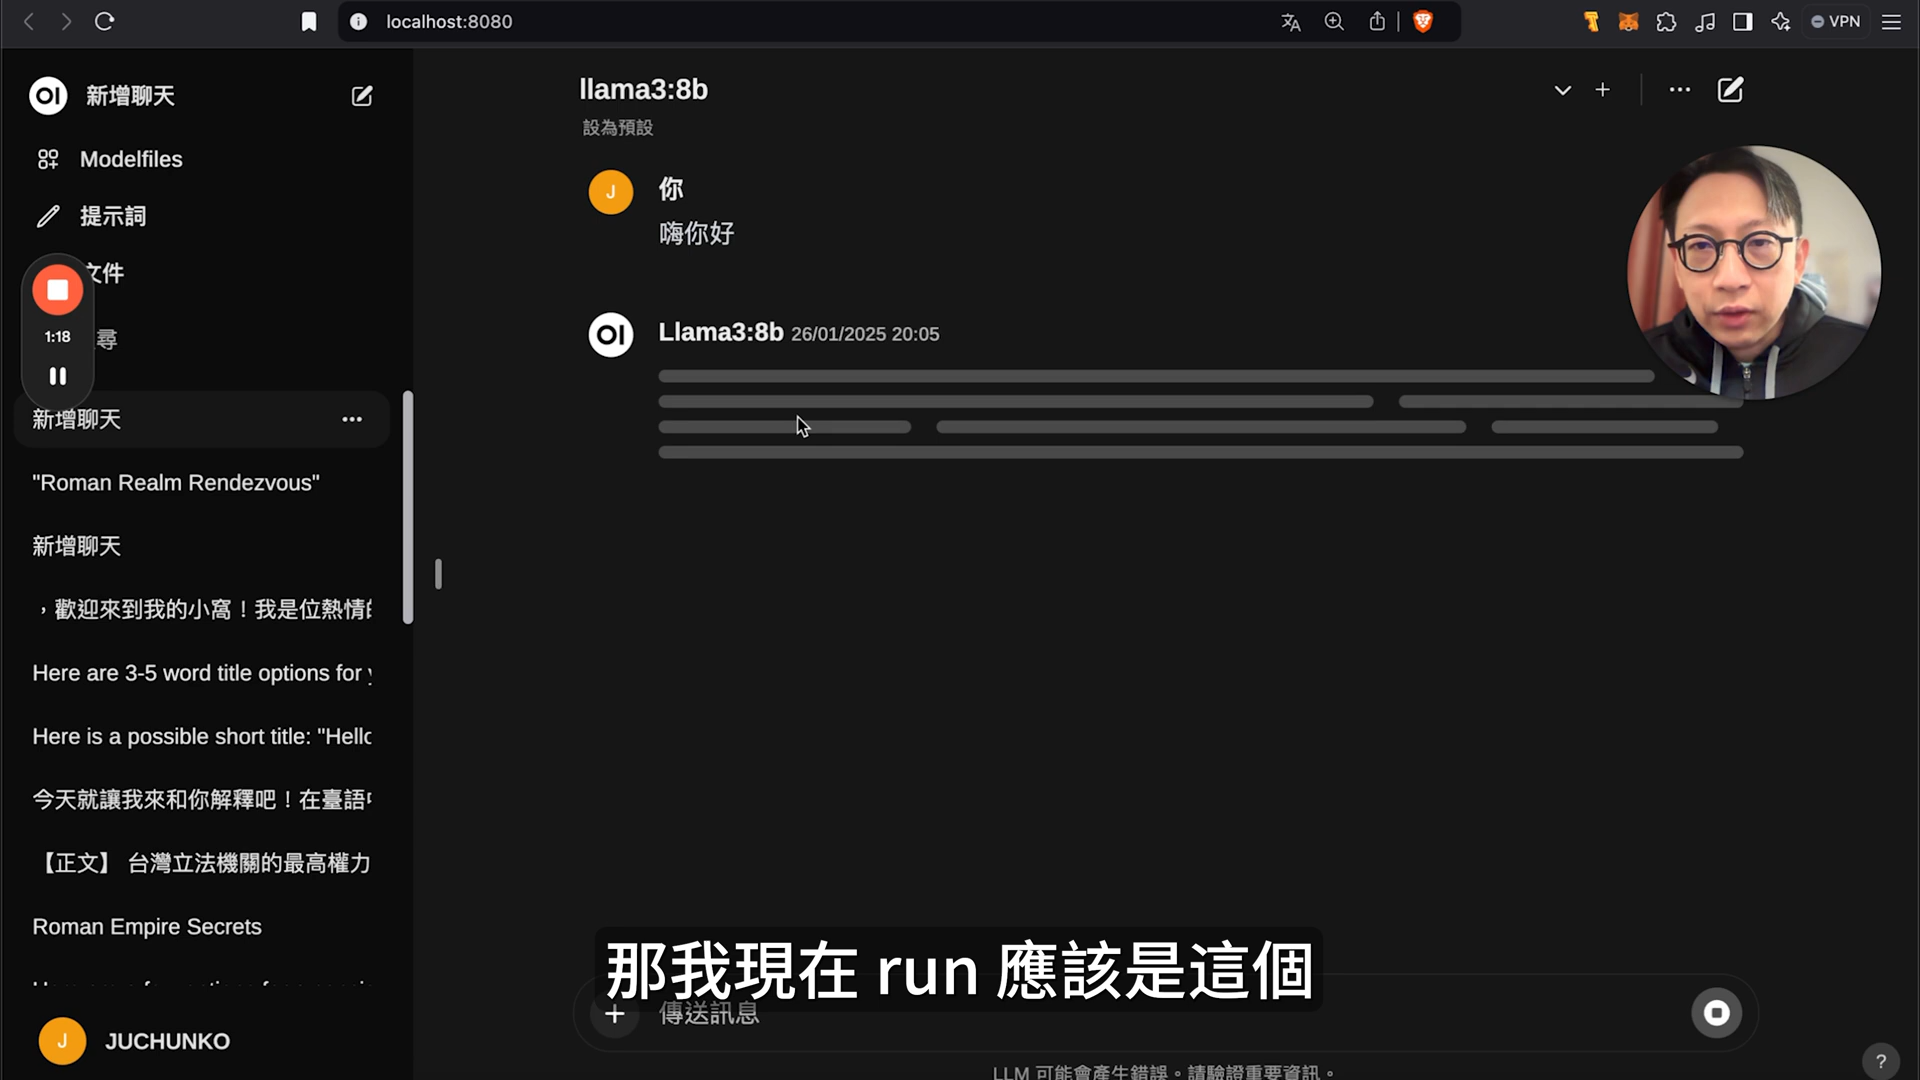 localhost:8080
VPN
OI 新增聊天
Modelfiles
提示詞
文件
尋
1:18
新增聊天
"Roman Realm Rendezvous"
新增聊天
，歡迎來到我的小窩！我是位熱情
Here are 3-5 word title options for
Here is a possible short title: "Hello
今天就讓我來和你解釋吧！在臺語
【正文】 台灣立法機關的最高權力
Roman Empire Secrets
J JUCHUNKO
llama3:8b
設為預設
J 你
嗨你好
OI Llama3:8b 26/01/2025 20:05
那我現在 run 應該是這個
傳送訊息
LLM 可能會產生錯誤。請驗證重要資訊。
?